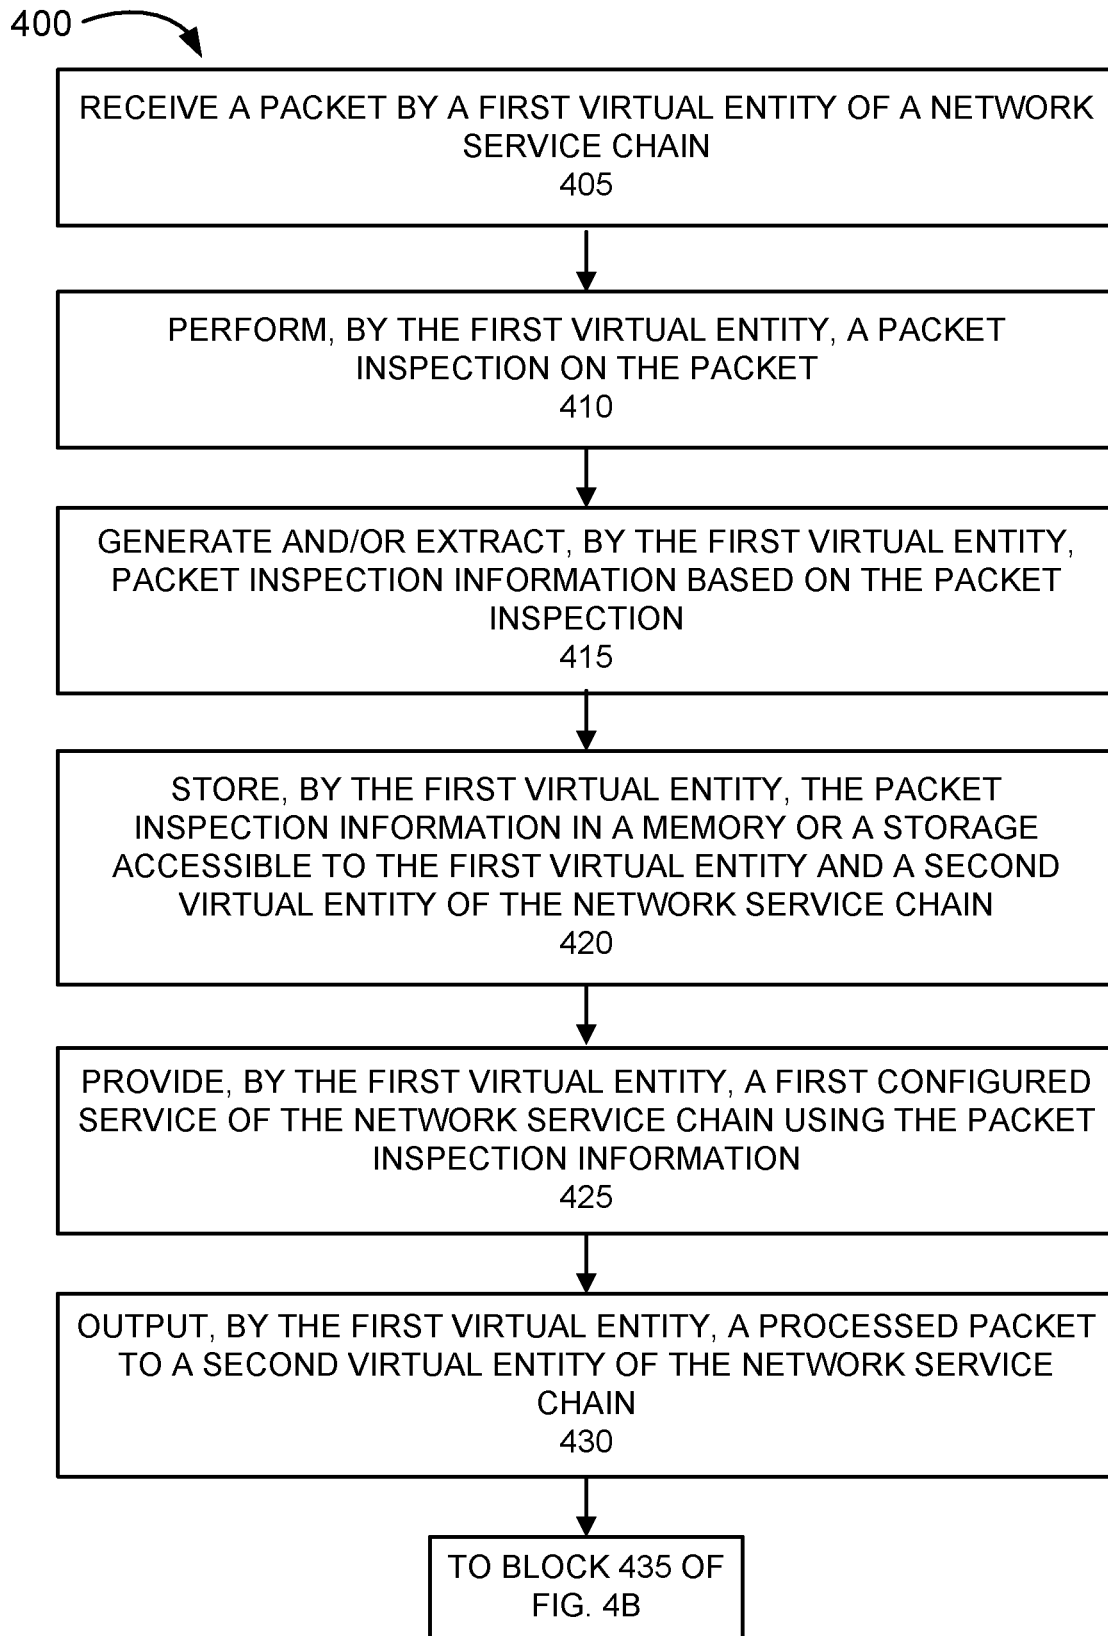 400
RECEIVE A PACKET BY A FIRST VIRTUAL ENTITY OF A NETWORK
SERVICE CHAIN
405
PERFORM, BY THE FIRST VIRTUAL ENTITY, A PACKET
INSPECTION ON THE PACKET
410
GENERATE AND/OR EXTRACT, BY THE FIRST VIRTUAL ENTITY,
PACKET INSPECTION INFORMATION BASED ON THE PACKET
INSPECTION
415
STORE, BY THE FIRST VIRTUAL ENTITY, THE PACKET
INSPECTION INFORMATION IN A MEMORY OR A STORAGE
ACCESSIBLE TO THE FIRST VIRTUAL ENTITY AND A SECOND
VIRTUAL ENTITY OF THE NETWORK SERVICE CHAIN
420
PROVIDE, BY THE FIRST VIRTUAL ENTITY, A FIRST CONFIGURED
SERVICE OF THE NETWORK SERVICE CHAIN USING THE PACKET
INSPECTION INFORMATION
425
OUTPUT, BY THE FIRST VIRTUAL ENTITY, A PROCESSED PACKET
TO A SECOND VIRTUAL ENTITY OF THE NETWORK SERVICE
CHAIN
430
TO BLOCK 435 OF
FIG. 4B